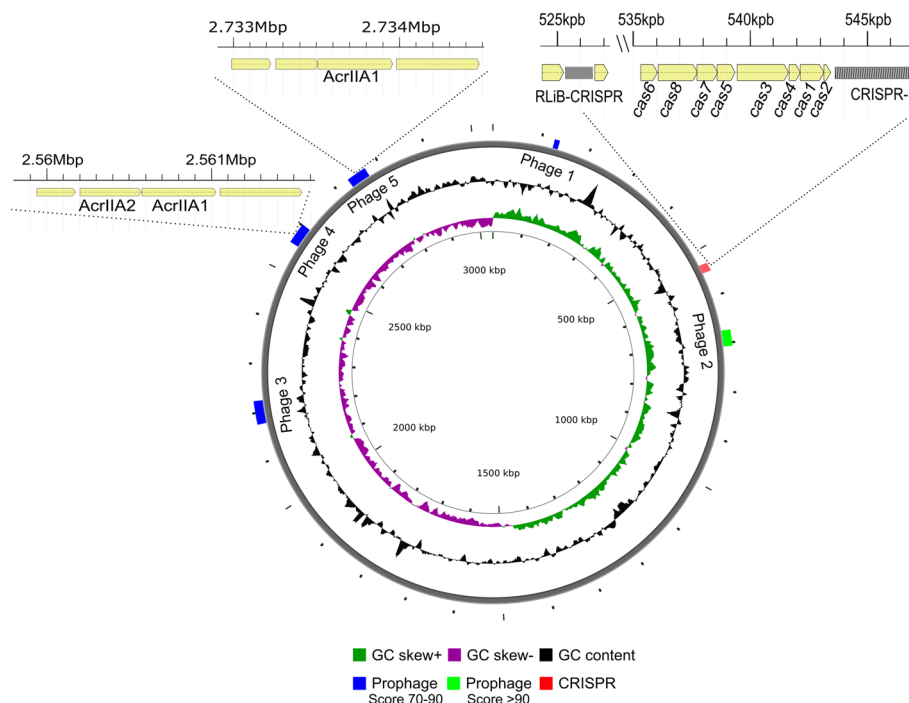 2.733Mbp 2.734Mbp
AcrIIA1
525kpb 535kpb 540kpb 545kpb
RLiB-CRISPR cas6 cas8 cas7 cas5 cas3 cas4 cas1 cas2 CRISPR-
2.56Mbp 2.561Mbp
AcrIIA2 AcrIIA1
Phage 1
Phage 5
Phage 4
Phage 2
Phage 3
3000 kbp
500 kbp
2500 kbp
1000 kbp
2000 kbp
1500 kbp
GC skew+ GC skew- GC content
Prophage Prophage CRISPR
Score 70-90 Score >90